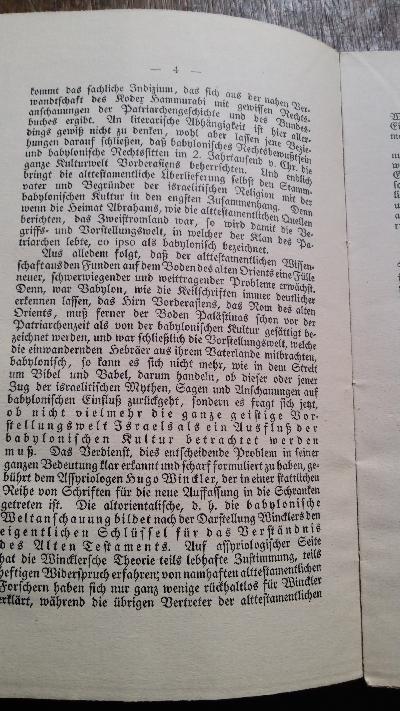 — 4 —
kommt das sachliche Indizium, das sich aus der nahen Ver-
wandtschaft des Kodex Hammurabi mit gewissen Rechts-
anschauungen der Patriarchengeschichte und des Bundes-
buches ergibt. An literarische Abhängigkeit ist hier aller-
dings gewiß nicht zu denken, wohl aber lassen jene Bezie-
hungen darauf schließen, daß babylonisches Rechtsbewußtsein
und babylonische Rechtssitten im 2. Jahrtausend v. Chr. die
ganze Kulturwelt Vorderasiens beherrschten. Und endlich
bringt die alttestamentliche Überlieferung selbst den Stamm-
vater und Begründer der israelitischen Religion mit der
babylonischen Kultur in den engsten Zusammenhang. Denn
wenn die Heimat Abrahams, wie die alttestamentlichen Quellen
berichten, das Zweistromland war, so wird damit die Be-
griffs- und Vorstellungswelt, in welcher der Klan des Pa-
triarchen lebte, eo ipso als babylonisch bezeichnet.
Aus alledem folgt, daß der alttestamentlichen Wissen-
schaft aus den Funden auf dem Boden des alten Orients eine Fülle
neuer, schwerwiegender und weittragender Probleme erwächst.
Denn, war Babylon, wie die Keilschriften immer deutlicher
erkennen lassen, das Hirn Vorderasiens, das Rom des alten
Orients, muß ferner der Boden Palästinas schon vor der
Patriarchenzeit als von der babylonischen Kultur gesättigt be-
zeichnet werden, und war schließlich die Vorstellungswelt, welche
die einwandernden Hebräer aus ihrem Vaterlande mitbrachten,
babylonisch, so kann es sich nicht mehr, wie in dem Streit
um Bibel und Babel, darum handeln, ob dieser oder jener
Zug der israelitischen Mythen, Sagen und Anschauungen auf
babylonischen Einfluß zurückgeht, sondern es fragt sich jetzt,
ob nicht vielmehr die ganze geistige Vor-
stellungswelt Israels als ein Ausfluß der
babylonischen Kultur betrachtet werden
muß. Das Verdienst, dies entscheidende Problem in seiner
ganzen Bedeutung klar erkannt und scharf formuliert zu haben, ge-
bührt dem Assyriologen Hugo Winckler, der in einer stattlichen
Reihe von Schriften für die neue Auffassung in die Schranken
getreten ist. Die altorientalische, d. h. die babylonische
Weltanschauung bildet nach der Darstellung Wincklers den
eigentlichen Schlüssel für das Verständnis
des Alten Testaments. Auf assyriologischer Seite
hat die Wincklersche Theorie teils lebhafte Zustimmung, teils
heftigen Widerspruch erfahren; von namhaften alttestamentlichen
Forschern haben sich nur ganz wenige rückhaltlos für Winckler
erklärt, während die übrigen Vertreter der alttestamentlichen